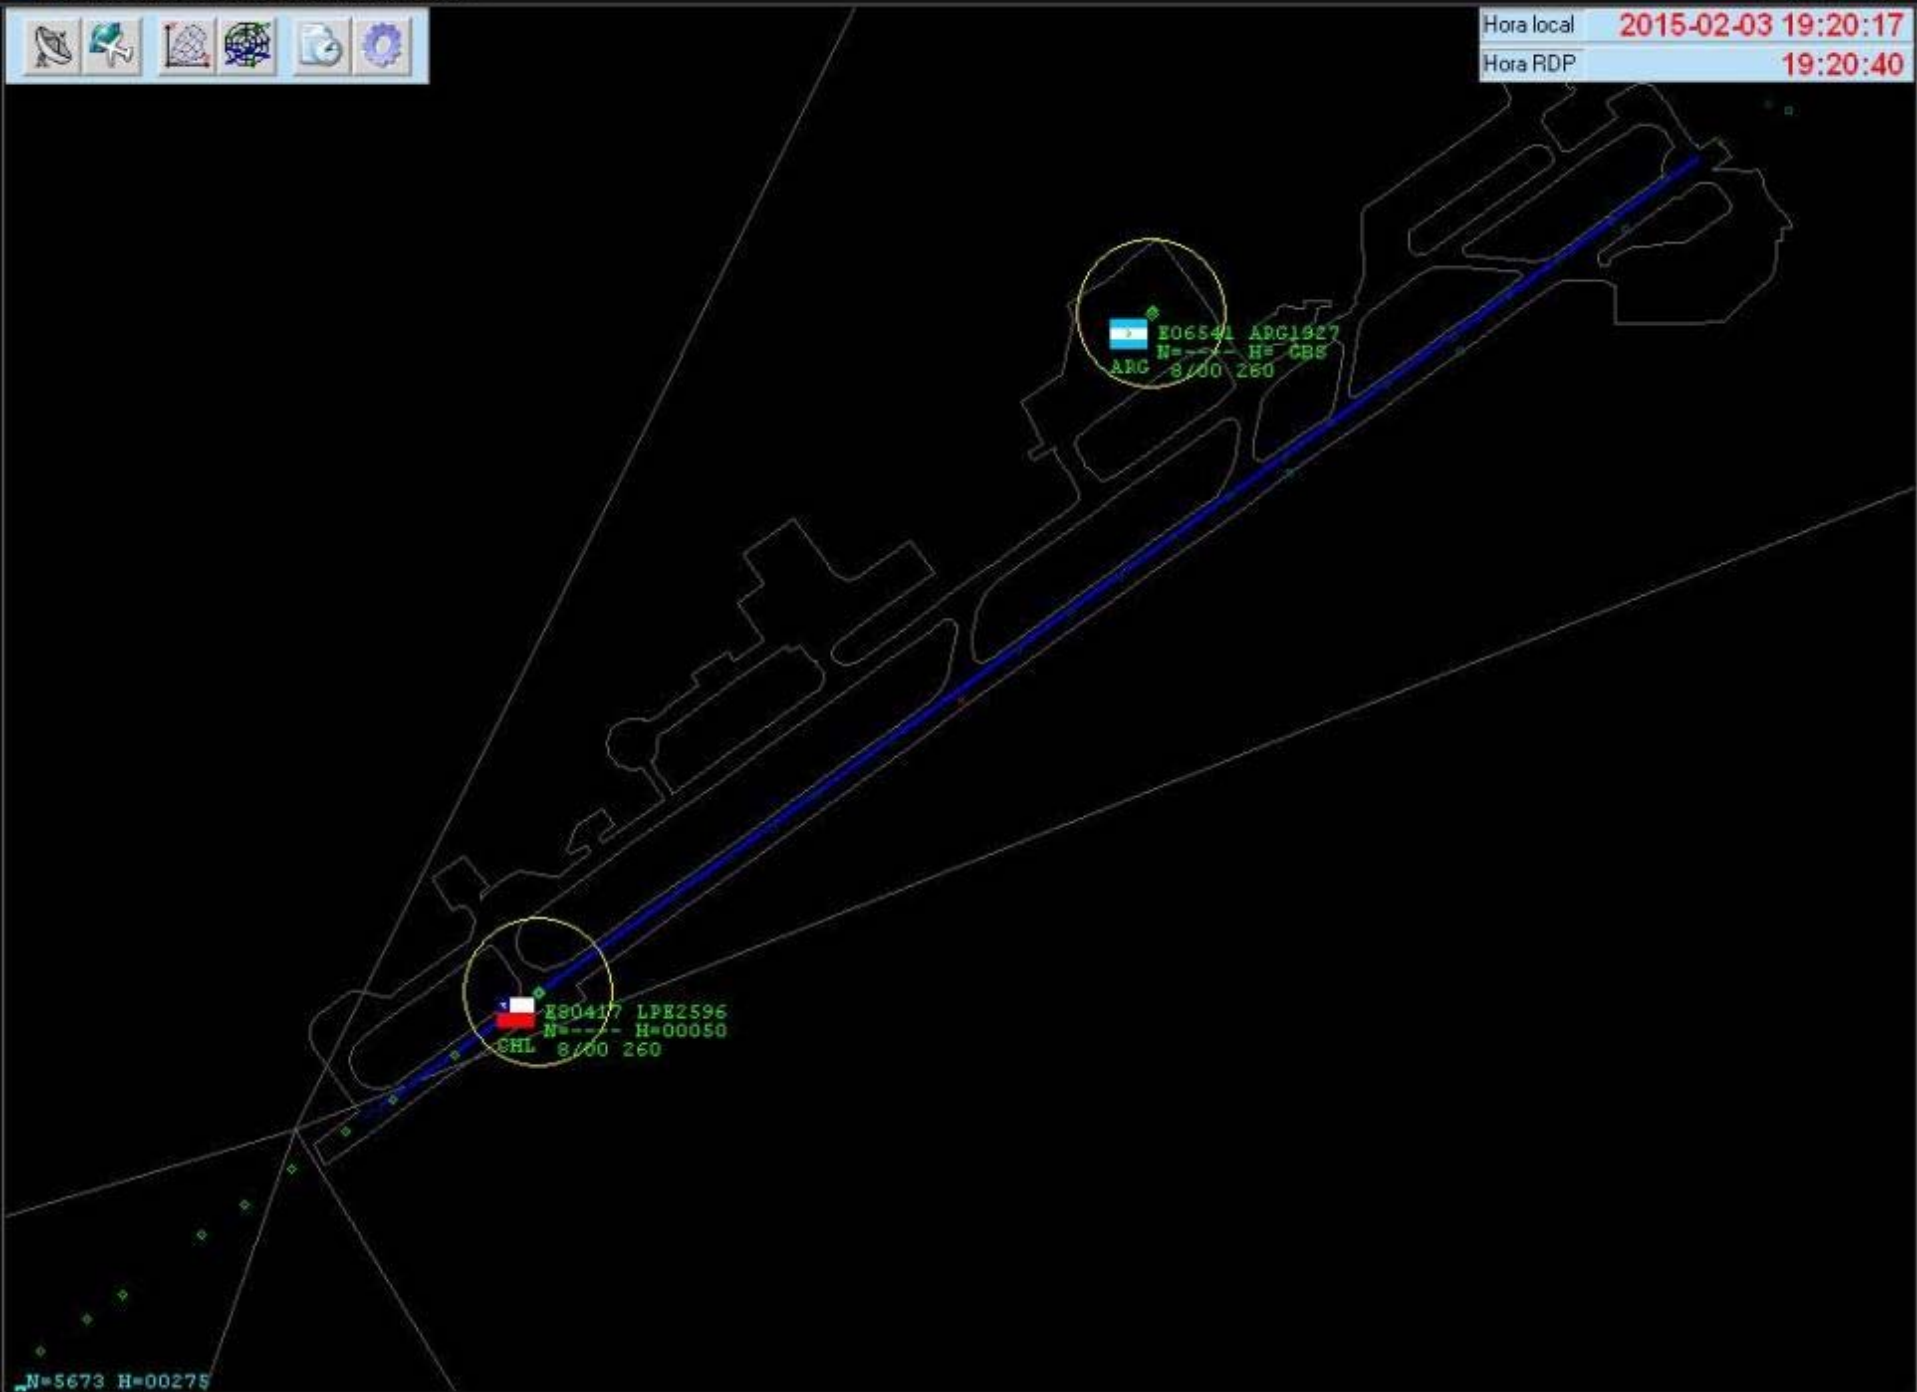 Hora local 2015-02-03 19:20:17
Hora RDP 19:20:40
E06541 ARG1927
N=---- H= GBS
ARG 8/00 260
E80417 LPE2596
N=---- H=00050
CHL 8/00 260
N=5673 H=00275